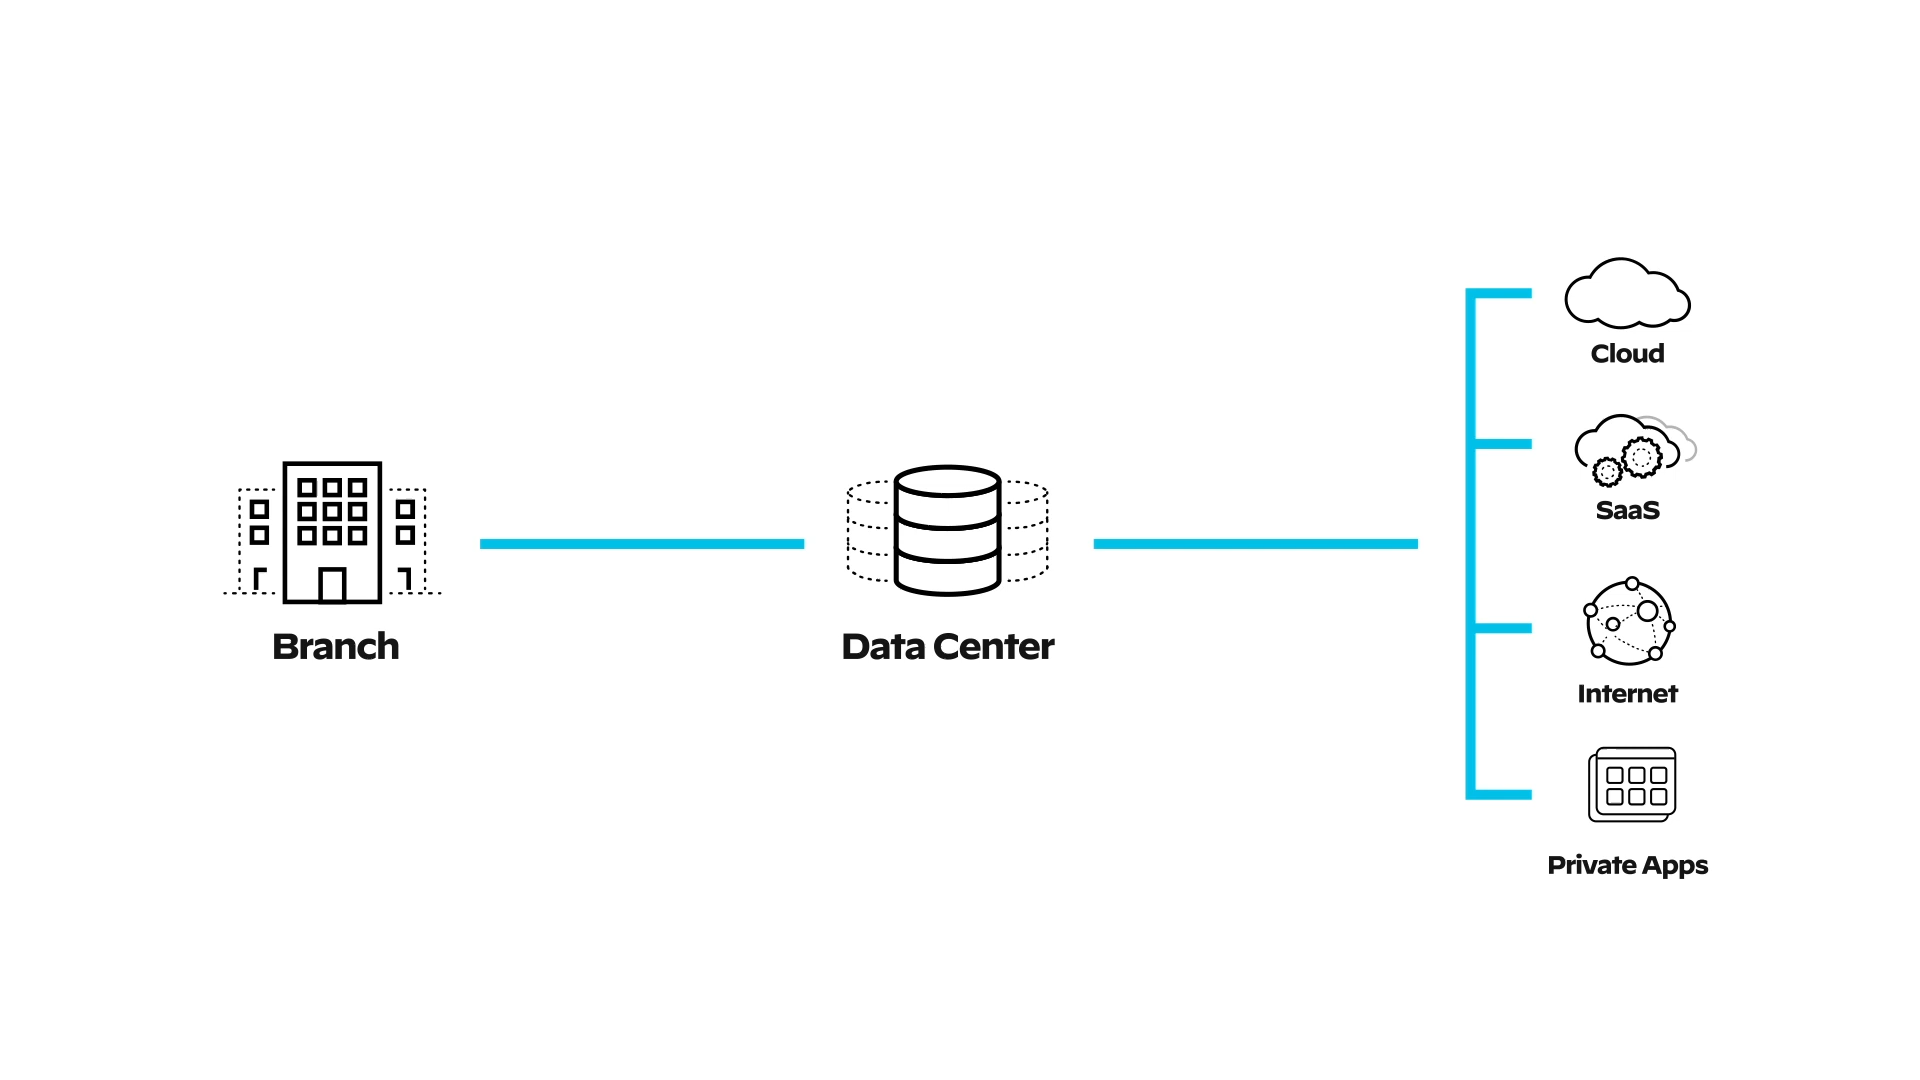 Branch
Data Center
Cloud
SaaS
Internet
Private Apps